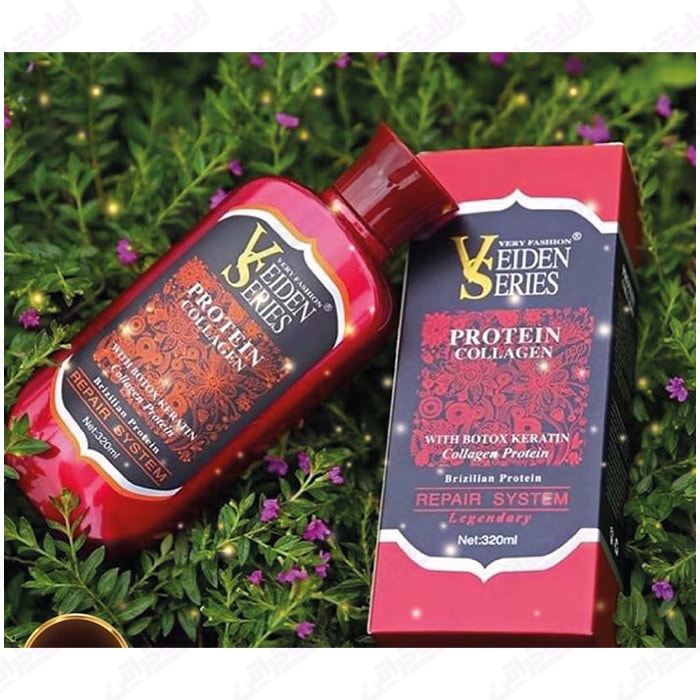 VERY FASHION
VEIDEN®
SERIES
PROTEIN
COLLAGEN
WITH BOTOX KERATIN
Collagen Protein
Brizilian Protein
REPAIR SYSTEM
Net:320ml
VERY FASHION
VEIDEN®
SERIES
PROTEIN
COLLAGEN
WITH BOTOX KERATIN
Collagen Protein
Brizilian Protein
REPAIR SYSTEM
Legendary
Net:320ml